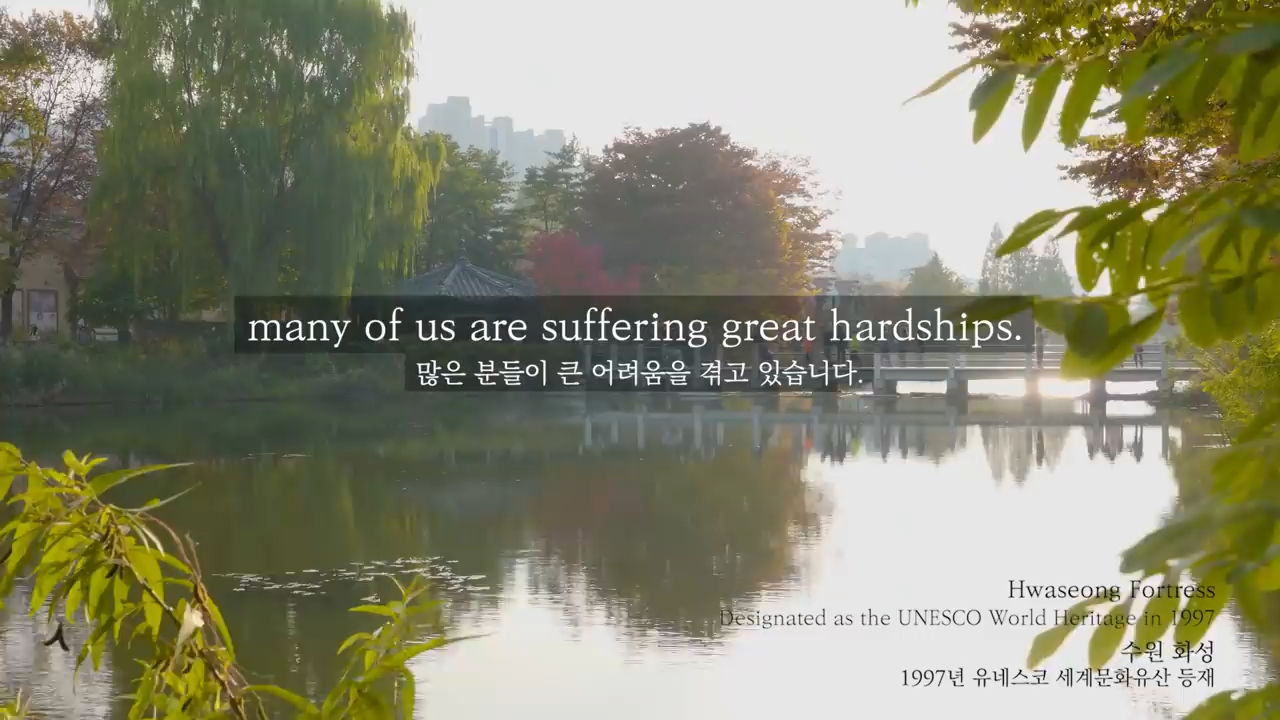 many of us are suffering great hardships.
많은 분들이 큰 어려움을 겪고 있습니다.
Hwaseong Fortress
Designated as the UNESCO World Heritage in 1997
수원 화성
1997년 유네스코 세계문화유산 등재